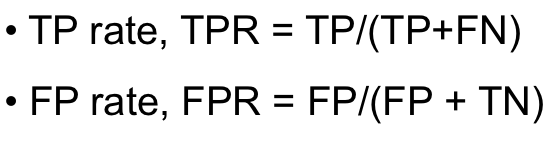 • TP rate, TPR = TP/(TP+FN)
• FP rate, FPR = FP/(FP + TN)